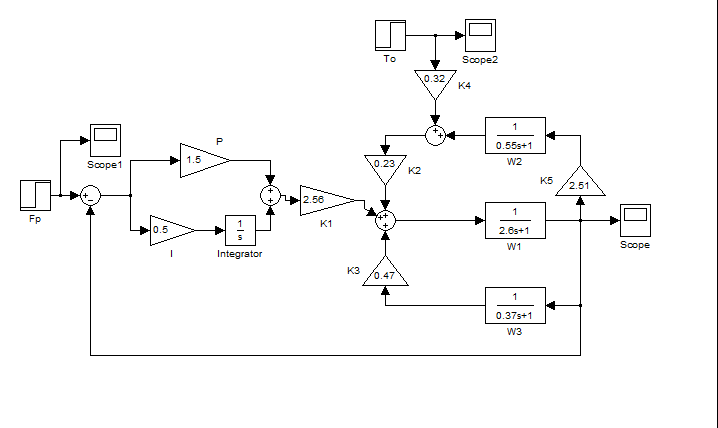 To
Scope2
0.32
K4
Scope1
P
1.5
+
+
1
0.55s+1
W2
0.23
K2
K5
2.51
Fp
+
−
+
+
2.56
K1
+
+
+
1
2.6s+1
W1
Scope
0.5
I
1
s
Integrator
K3
0.47
1
0.37s+1
W3